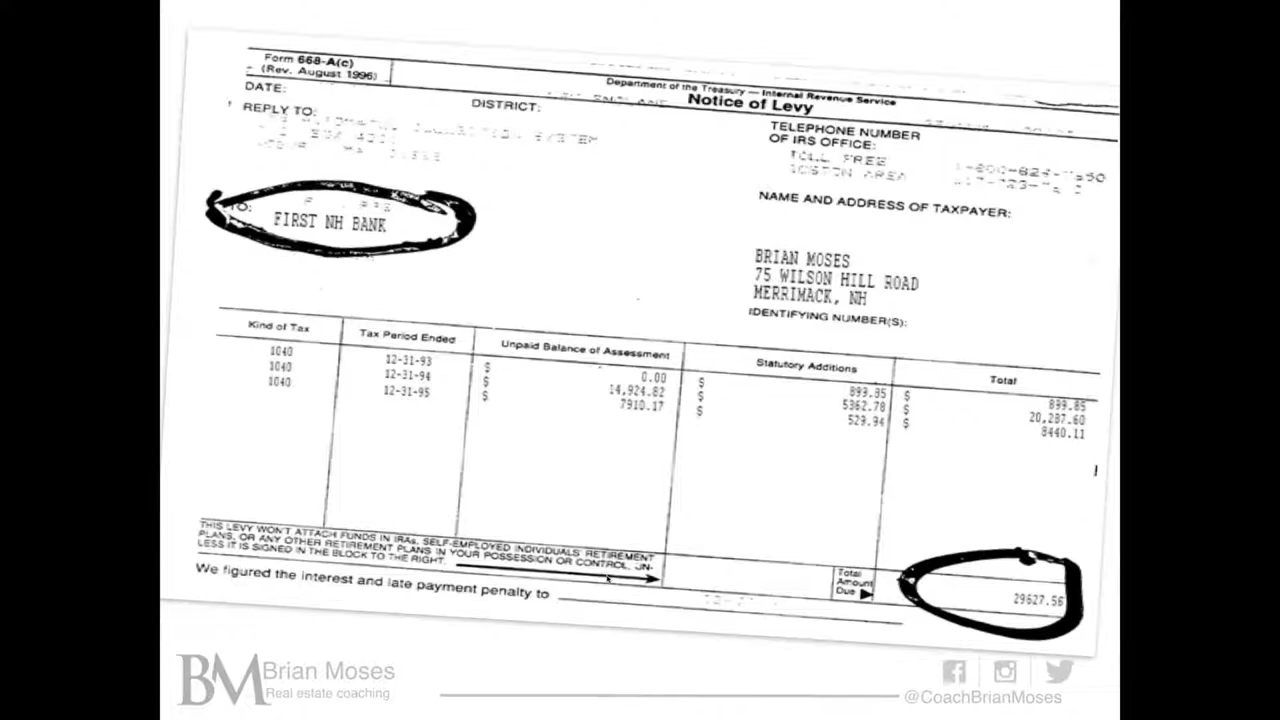 Form 668-A(c)
(Rev. August 1996)
Department of the Treasury — Internal Revenue Service
Notice of Levy
DATE:
DISTRICT:
REPLY TO:
TELEPHONE NUMBER
OF IRS OFFICE:
TOLL FREE
BOSTON AREA
TO:
FIRST NH BANK
NAME AND ADDRESS OF TAXPAYER:
BRIAN MOSES
75 WILSON HILL ROAD
MERRIMACK, NH
IDENTIFYING NUMBER(S):
Kind of Tax Tax Period Ended Unpaid Balance of Assessment Statutory Additions Total
1040 12-31-93 $ 0.00 $ 899.85 $ 899.85
1040 12-31-94 $ 14,924.82 $ 5362.78 $ 20,287.60
1040 12-31-95 $ 7910.17 $ 529.94 $ 8440.11
THIS LEVY WON'T ATTACH FUNDS IN IRAs, SELF-EMPLOYED INDIVIDUALS' RETIREMENT
PLANS, OR ANY OTHER RETIREMENT PLANS IN YOUR POSSESSION OR CONTROL, UN-
LESS IT IS SIGNED IN THE BLOCK TO THE RIGHT.
Total
Amount
Due
29627.56
We figured the interest and late payment penalty to
BM Brian Moses
Real estate coaching
@CoachBrianMoses